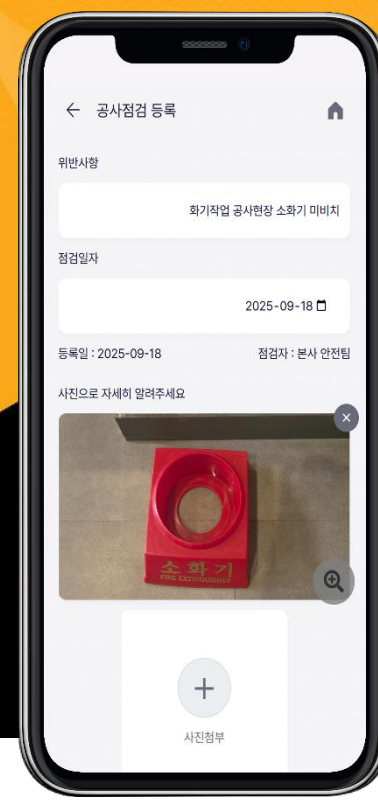 ← 공사점검 등록
위반사항
화기작업 공사현장 소화기 미비치
점검일자
2025-09-18
등록일 : 2025-09-18 점검자 : 본사 안전팀
사진으로 자세히 알려주세요
×
소화기
FIRE EXTINGUISHER
+
사진첨부